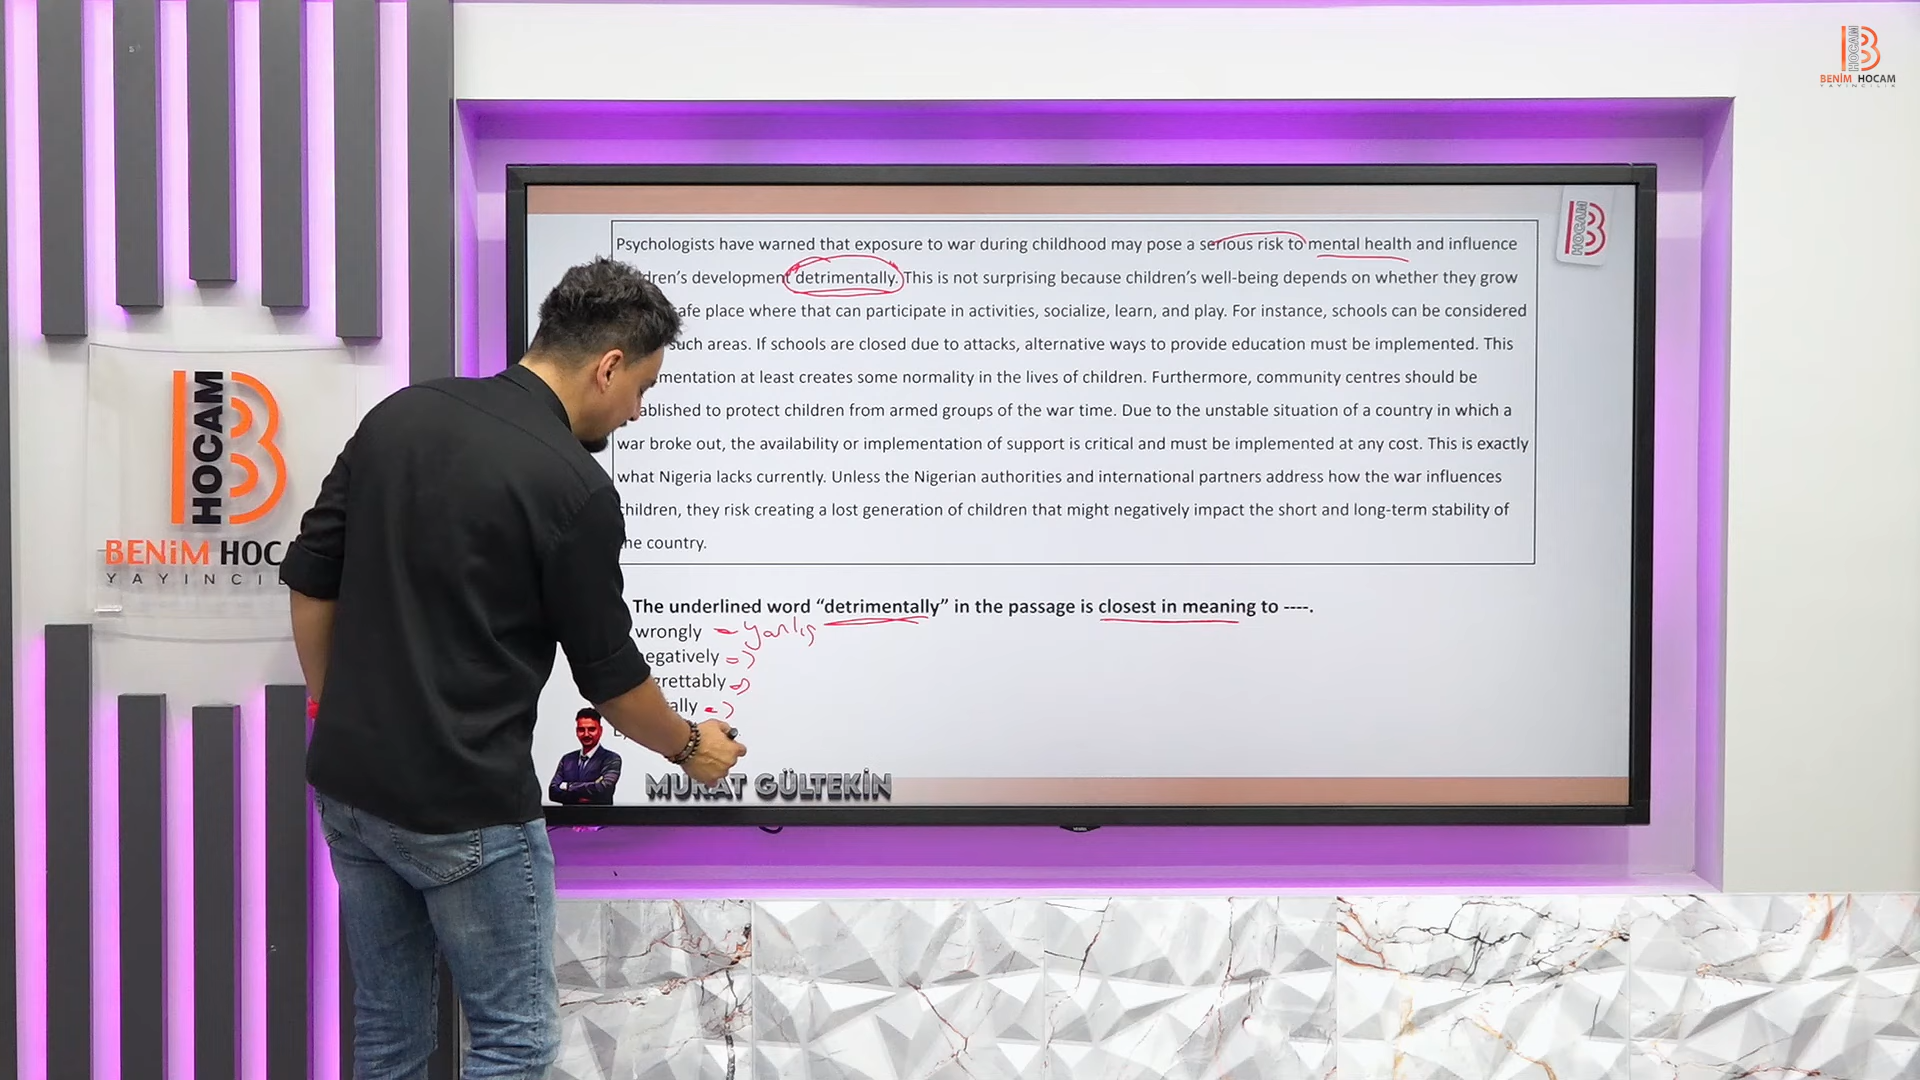 BENİM HOCAM
YAYINCILIK
HOCAM
B
HOCAM
BENİM HOC
YAYINCI
Psychologists have warned that exposure to war during childhood may pose a serious risk to mental health and influence
dren's development detrimentally. This is not surprising because children's well-being depends on whether they grow
afe place where that can participate in activities, socialize, learn, and play. For instance, schools can be considered
such areas. If schools are closed due to attacks, alternative ways to provide education must be implemented. This
mentation at least creates some normality in the lives of children. Furthermore, community centres should be
ablished to protect children from armed groups of the war time. Due to the unstable situation of a country in which a
war broke out, the availability or implementation of support is critical and must be implemented at any cost. This is exactly
what Nigeria lacks currently. Unless the Nigerian authorities and international partners address how the war influences
children, they risk creating a lost generation of children that might negatively impact the short and long-term stability of
he country.
The underlined word “detrimentally” in the passage is closest in meaning to ----.
wrongly yanlış
egatively
grettably
ally
MURAT GÜLTEKİN